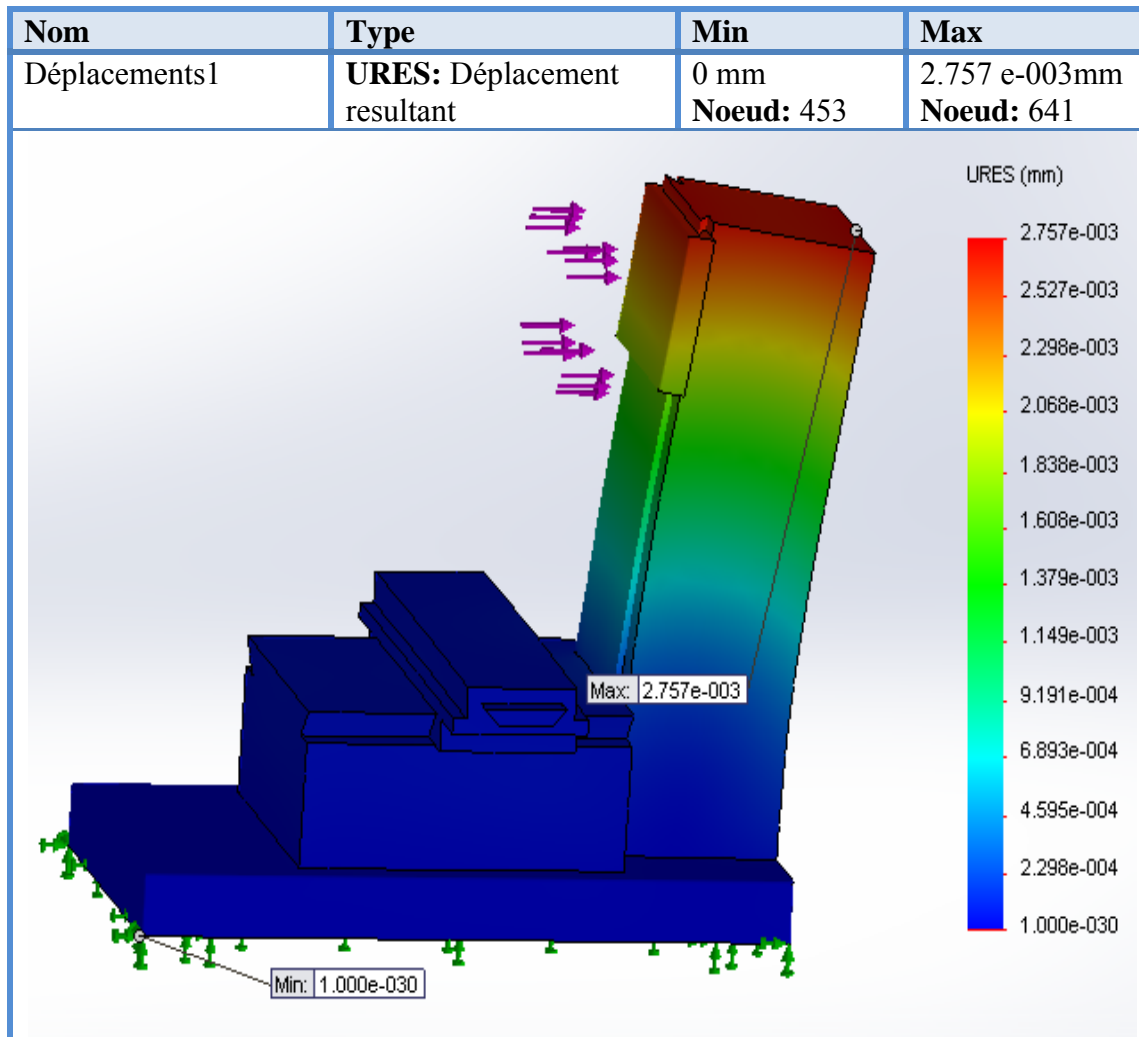 Nom Type Min Max
Déplacements1 URES: Déplacement 0 mm 2.757 e-003mm
resultant Noeud: 453 Noeud: 641
URES (mm)
2.757e-003
2.527e-003
2.298e-003
2.068e-003
1.838e-003
1.608e-003
1.379e-003
1.149e-003
9.191e-004
6.893e-004
4.595e-004
2.298e-004
1.000e-030
Max: 2.757e-003
Min: 1.000e-030